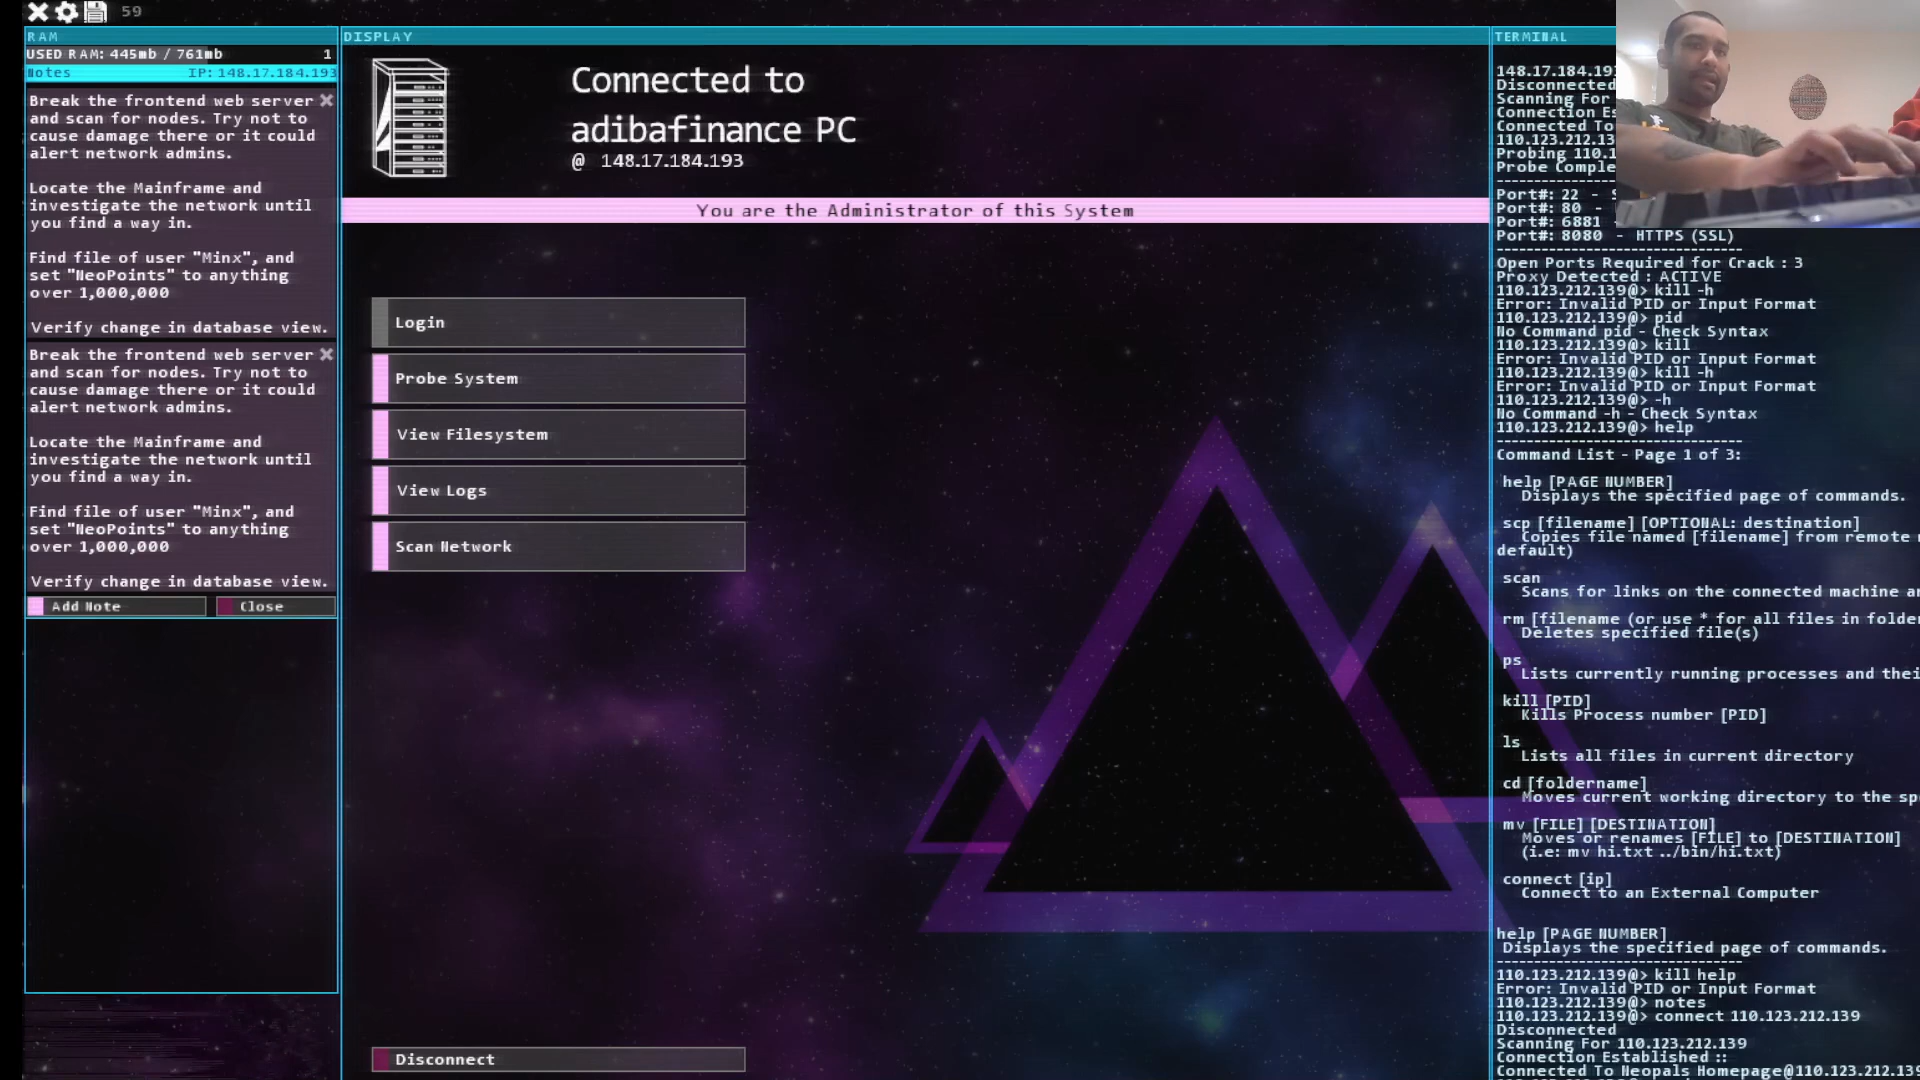 59
RAM
USED RAM: 445mb / 761mb 1
Notes IP: 148.17.184.193
Break the frontend web server
and scan for nodes. Try not to
cause damage there or it could
alert network admins.
Locate the Mainframe and
investigate the network until
you find a way in.
Find file of user "Minx", and
set "NeoPoints" to anything
over 1,000,000
Verify change in database view.
Break the frontend web server
and scan for nodes. Try not to
cause damage there or it could
alert network admins.
Locate the Mainframe and
investigate the network until
you find a way in.
Find file of user "Minx", and
set "NeoPoints" to anything
over 1,000,000
Verify change in database view.
Add Note
Close
DISPLAY
Connected to
adibafinance PC
@ 148.17.184.193
You are the Administrator of this System
Login
Probe System
View Filesystem
View Logs
Scan Network
Disconnect
TERMINAL
148.17.184.193
Disconnected
Scanning For
Connection Es
Connected To
110.123.212.13
Probing 110.1
Probe Comple
Port#: 22 -
Port#: 80 -
Port#: 6881 -
Port#: 8080 - HTTPS (SSL)
Open Ports Required for Crack : 3
Proxy Detected : ACTIVE
110.123.212.139@> kill -h
Error: Invalid PID or Input Format
110.123.212.139@> pid
No Command pid - Check Syntax
110.123.212.139@> kill
Error: Invalid PID or Input Format
110.123.212.139@> kill -h
Error: Invalid PID or Input Format
110.123.212.139@> -h
No Command -h - Check Syntax
110.123.212.139@> help
---------------------------------
Command List - Page 1 of 3:
help [PAGE NUMBER]
Displays the specified page of commands.
scp [filename] [OPTIONAL: destination]
Copies file named [filename] from remote
default)
scan
Scans for links on the connected machine
rm [filename (or use * for all files in folder
Deletes specified file(s)
ps
Lists currently running processes and thei
kill [PID]
Kills Process number [PID]
ls
Lists all files in current directory
cd [foldername]
Moves current working directory to the sp
mv [FILE] [DESTINATION]
Moves or renames [FILE] to [DESTINATION]
(i.e: mv hi.txt ../bin/hi.txt)
connect [ip]
Connect to an External Computer
help [PAGE NUMBER]
Displays the specified page of commands.
---------------------------------
110.123.212.139@> kill help
Error: Invalid PID or Input Format
110.123.212.139@> notes
110.123.212.139@> connect 110.123.212.139
Disconnected
Scanning For 110.123.212.139
Connection Established ::
Connected To Neopals Homepage@110.123.212.139